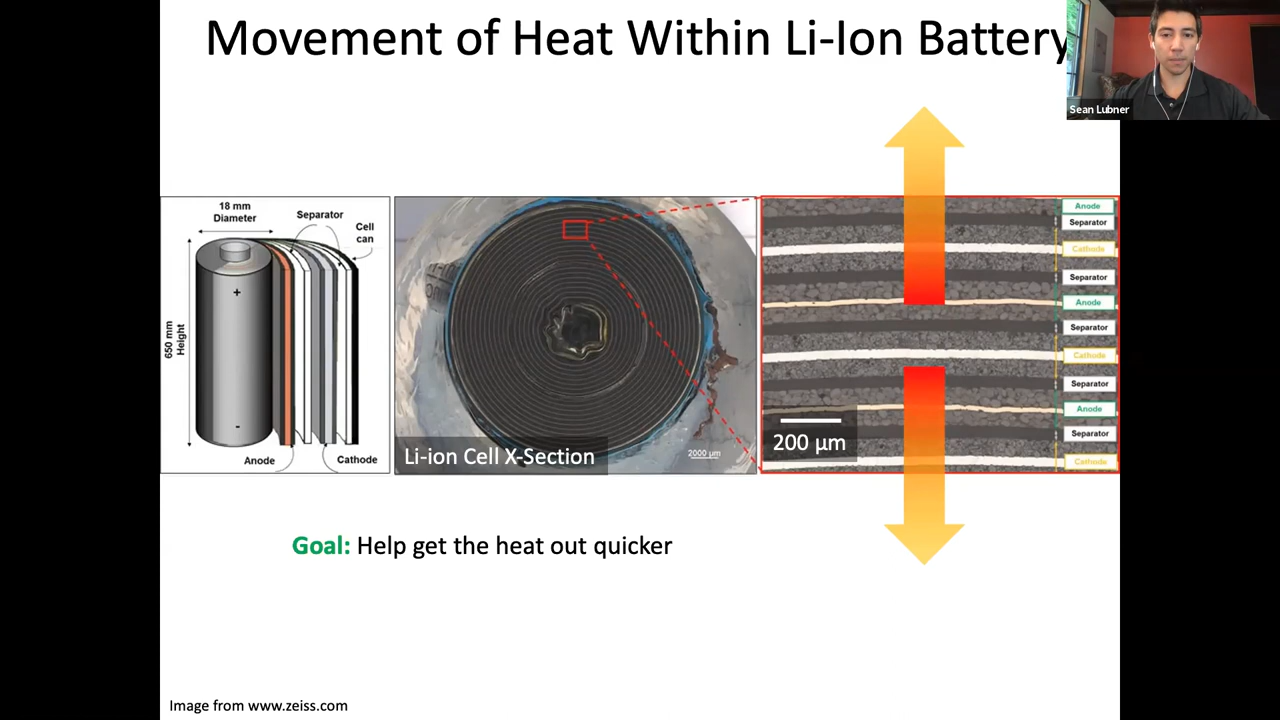 Movement of Heat Within Li-Ion Battery
Sean Lubner
18 mm
Diameter
Separator
Cell
can
650 mm
Height
+
-
Anode
Cathode
Li-ion Cell X-Section
2000 µm
Anode
Separator
Cathode
Separator
Anode
Separator
Cathode
Separator
Anode
Separator
Cathode
200 µm
Goal: Help get the heat out quicker
Image from www.zeiss.com